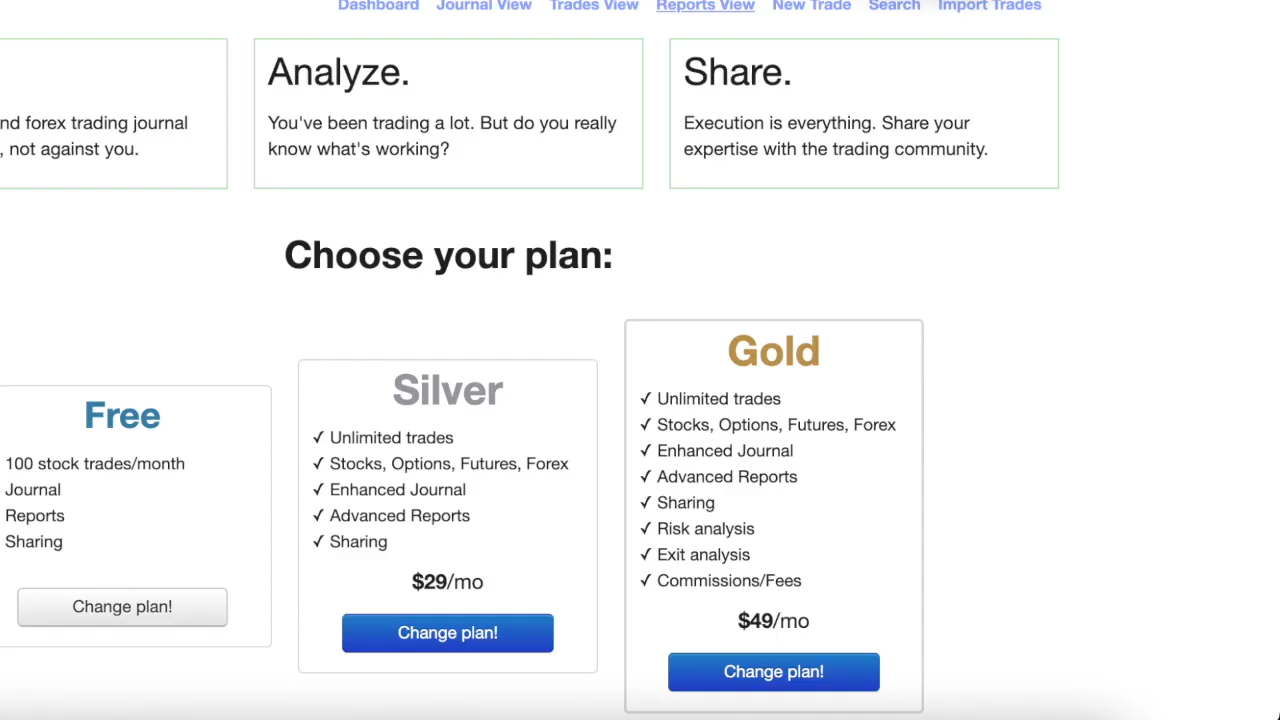 Dashboard Journal View Trades View Reports View New Trade Search Import Trades
nd forex trading journal
, not against you.
Analyze.
You've been trading a lot. But do you really
know what's working?
Share.
Execution is everything. Share your
expertise with the trading community.
Choose your plan:
Free
100 stock trades/month
Journal
Reports
Sharing
Change plan!
Silver
✓ Unlimited trades
✓ Stocks, Options, Futures, Forex
✓ Enhanced Journal
✓ Advanced Reports
✓ Sharing
$29/mo
Change plan!
Gold
✓ Unlimited trades
✓ Stocks, Options, Futures, Forex
✓ Enhanced Journal
✓ Advanced Reports
✓ Sharing
✓ Risk analysis
✓ Exit analysis
✓ Commissions/Fees
$49/mo
Change plan!